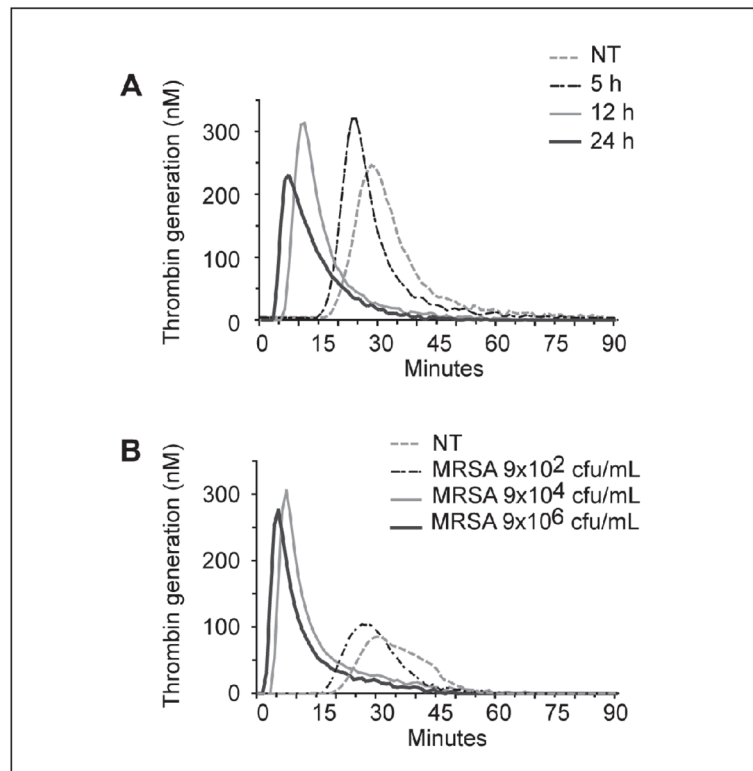 A
NT
5 h
12 h
24 h
Thrombin generation (nM)
300
200
100
0
0 15 30 45 60 75 90
Minutes
B
NT
MRSA 9x10² cfu/mL
MRSA 9x10⁴ cfu/mL
MRSA 9x10⁶ cfu/mL
Thrombin generation (nM)
300
200
100
0
0 15 30 45 60 75 90
Minutes